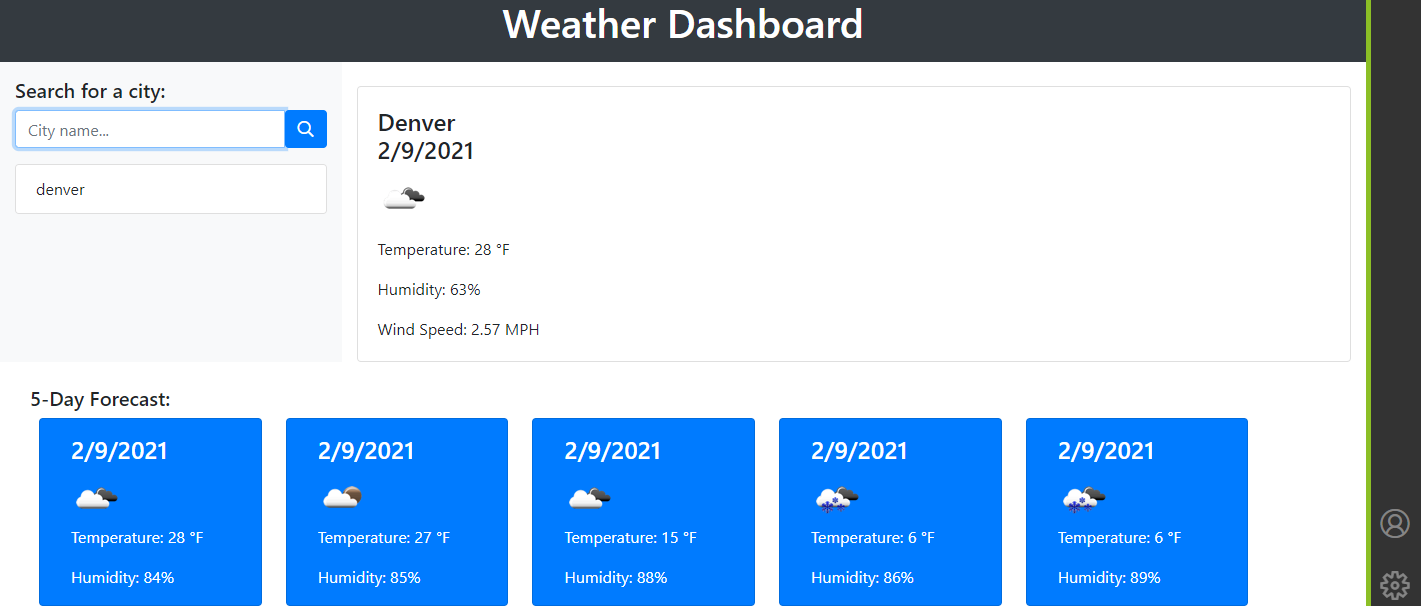 Weather Dashboard
Search for a city:
City name...
denver
Denver
2/9/2021
Temperature: 28 °F
Humidity: 63%
Wind Speed: 2.57 MPH
5-Day Forecast:
2/9/2021
Temperature: 28 °F
Humidity: 84%
2/9/2021
Temperature: 27 °F
Humidity: 85%
2/9/2021
Temperature: 15 °F
Humidity: 88%
2/9/2021
Temperature: 6 °F
Humidity: 86%
2/9/2021
Temperature: 6 °F
Humidity: 89%